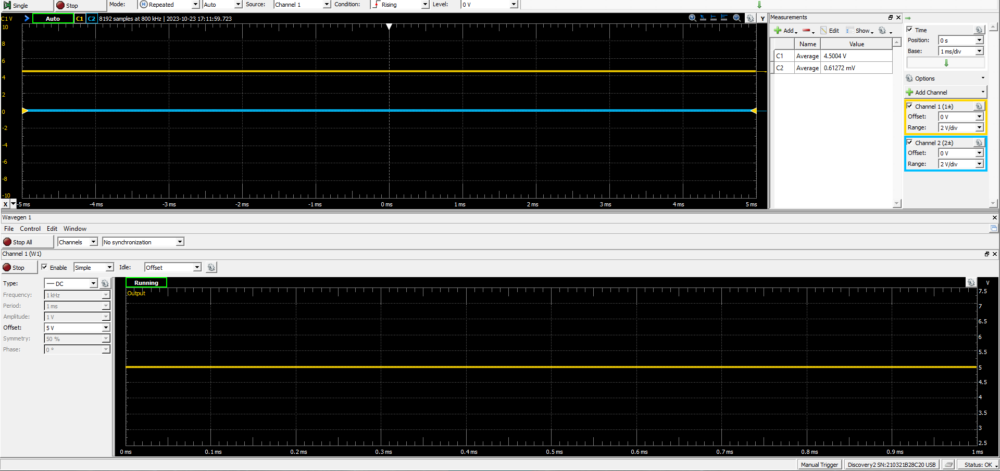 Single Stop Mode: Repeated Auto Source: Channel 1 Condition: Rising Level: 0 V
C1 V Auto C1 C2 8192 samples at 800 kHz | 2023-10-23 17:11:59.723 Y
10
8
6
4
2
0
-2
-4
-6
-8
-10
X -5 ms -4 ms -3 ms -2 ms -1 ms 0 ms 1 ms 2 ms 3 ms 4 ms 5 ms
Measurements
Add Edit Show
Name Value
C1 Average 4.5004 V
C2 Average 0.61272 mV
Time
Position: 0 s
Base: 1 ms/div
Options
Add Channel
Channel 1 (1±)
Offset: 0 V
Range: 2 V/div
Channel 2 (2±)
Offset: 0 V
Range: 2 V/div
Wavegen 1
File Control Edit Window
Stop All Channels No synchronization
Channel 1 (W1)
Stop Enable Simple Idle: Offset
Type: DC
Frequency: 1 kHz
Period: 1 ms
Amplitude: 1 V
Offset: 5 V
Symmetry: 50 %
Phase: 0 º
Running V
Output
7.5
7
6.5
6
5.5
5
4.5
4
3.5
3
2.5
0 ms 0.1 ms 0.2 ms 0.3 ms 0.4 ms 0.5 ms 0.6 ms 0.7 ms 0.8 ms 0.9 ms 1 ms
Manual Trigger Discovery2 SN:210321B28C20 USB Status: OK